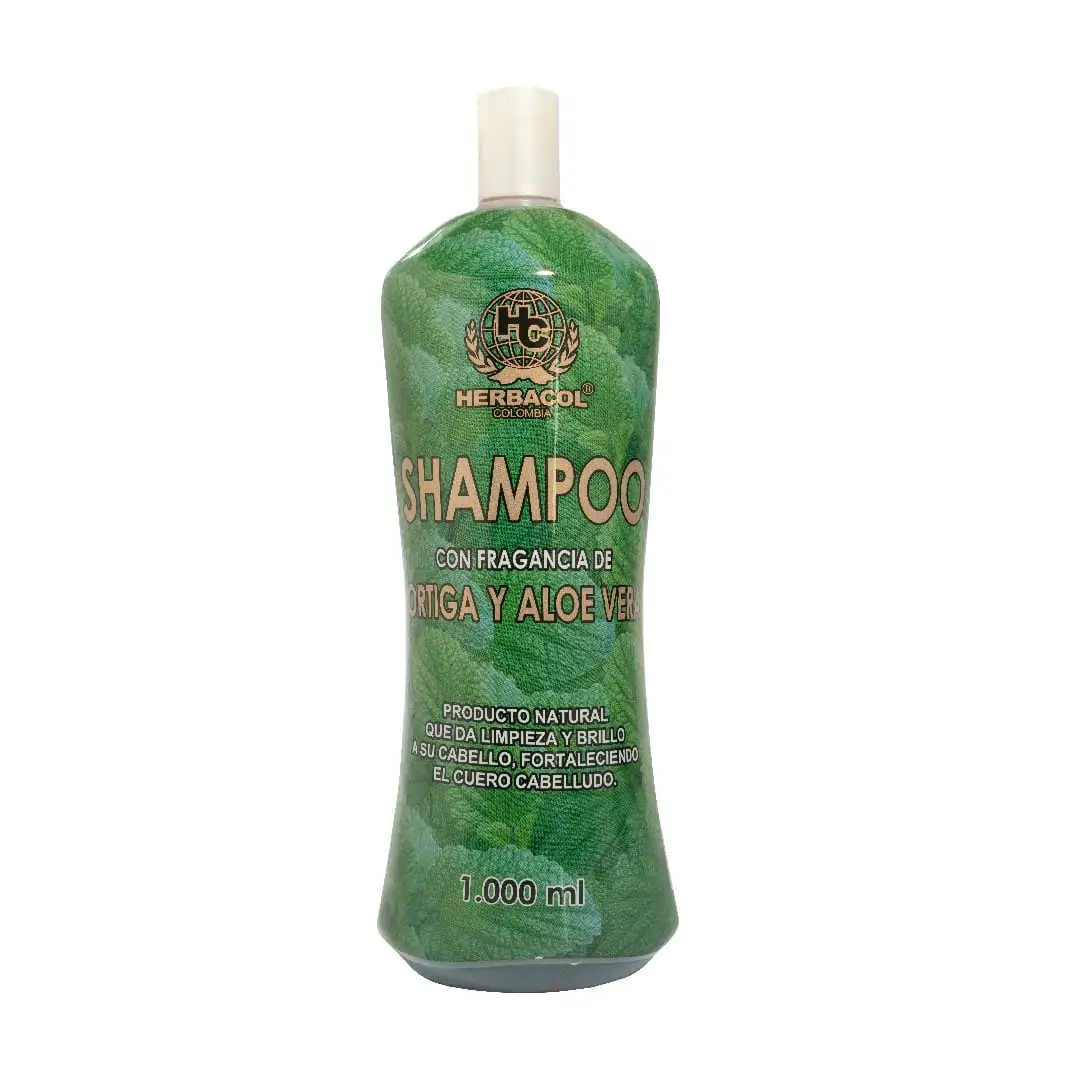 HC
HERBACOL®
COLOMBIA
SHAMPOO
CON FRAGANCIA DE
ORTIGA Y ALOE VERA
PRODUCTO NATURAL
QUE DA LIMPIEZA Y BRILLO
A SU CABELLO, FORTALECIENDO
EL CUERO CABELLUDO.
1.000 ml